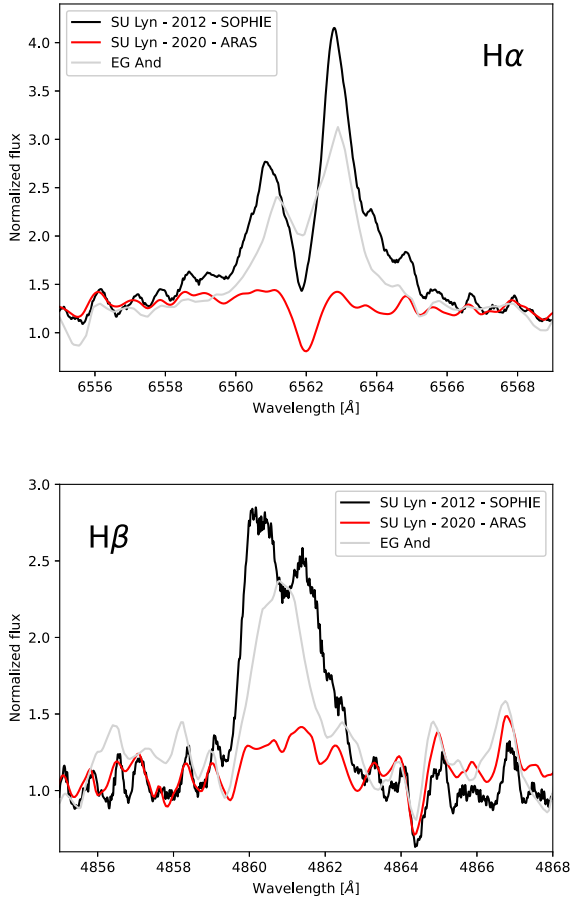 SU Lyn - 2012 - SOPHIE
SU Lyn - 2020 - ARAS
EG And
Hα
4.0
3.5
3.0
2.5
2.0
1.5
1.0
Normalized flux
6556 6558 6560 6562 6564 6566 6568
Wavelength [Å]
SU Lyn - 2012 - SOPHIE
SU Lyn - 2020 - ARAS
EG And
Hβ
3.0
2.5
2.0
1.5
1.0
Normalized flux
4856 4858 4860 4862 4864 4866 4868
Wavelength [Å]